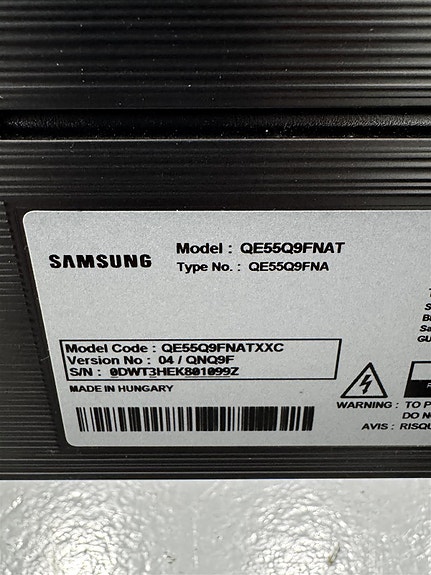 SAMSUNG
Model : QE55Q9FNAT
Type No. : QE55Q9FNA
Model Code : QE55Q9FNATXXC
Version No : 04 / QNQ9F
S/N : 0DWT3HEK801099Z
MADE IN HUNGARY
WARNING : TO P
DO N
AVIS : RISQU